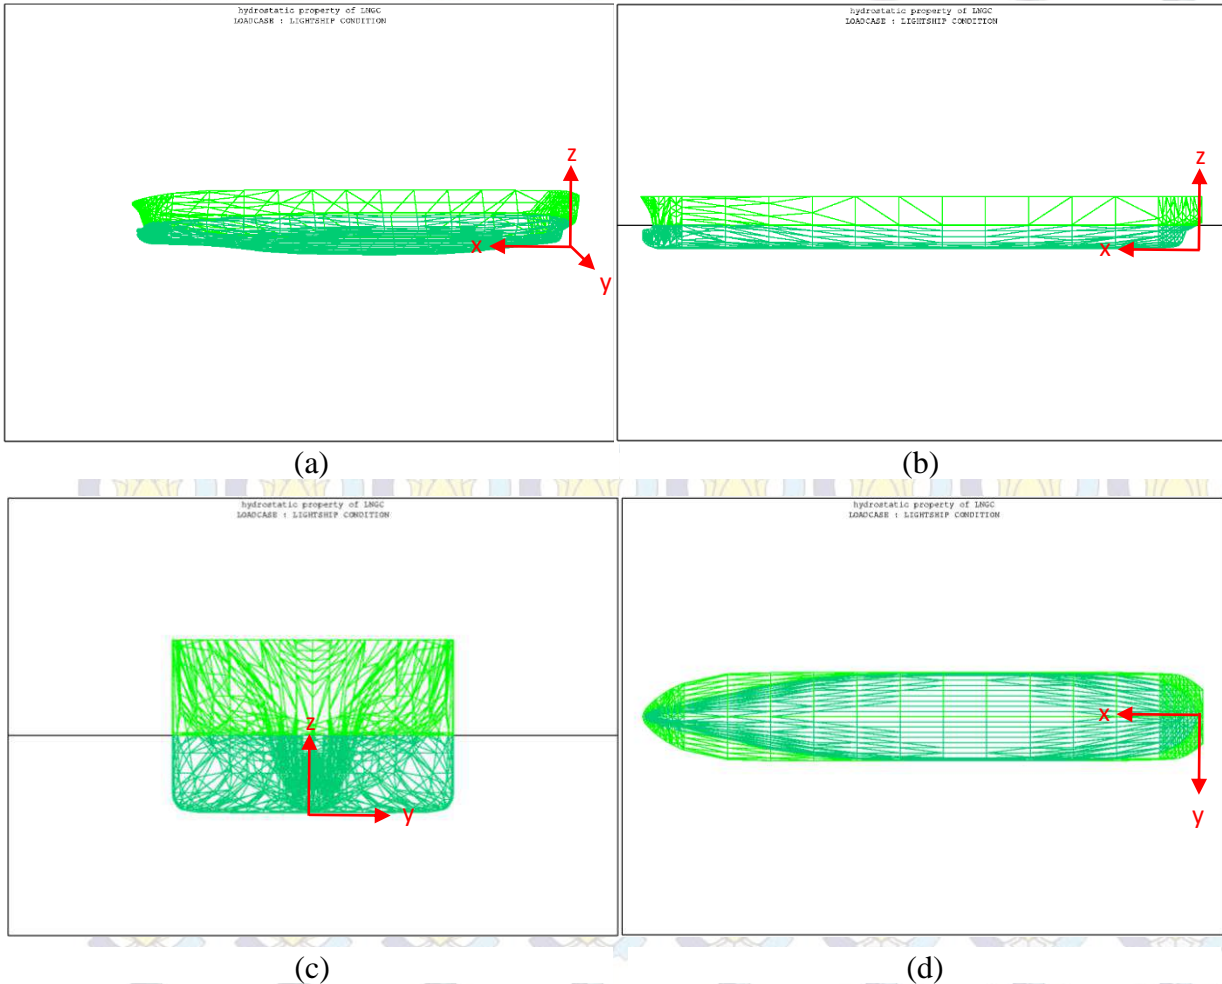 hydrostatic property of LNGC
LOADCASE : LIGHTSHIP CONDITION
z
x
y
(a)
hydrostatic property of LNGC
LOADCASE : LIGHTSHIP CONDITION
z
x
(b)
hydrostatic property of LNGC
LOADCASE : LIGHTSHIP CONDITION
z
y
(c)
hydrostatic property of LNGC
LOADCASE : LIGHTSHIP CONDITION
x
y
(d)